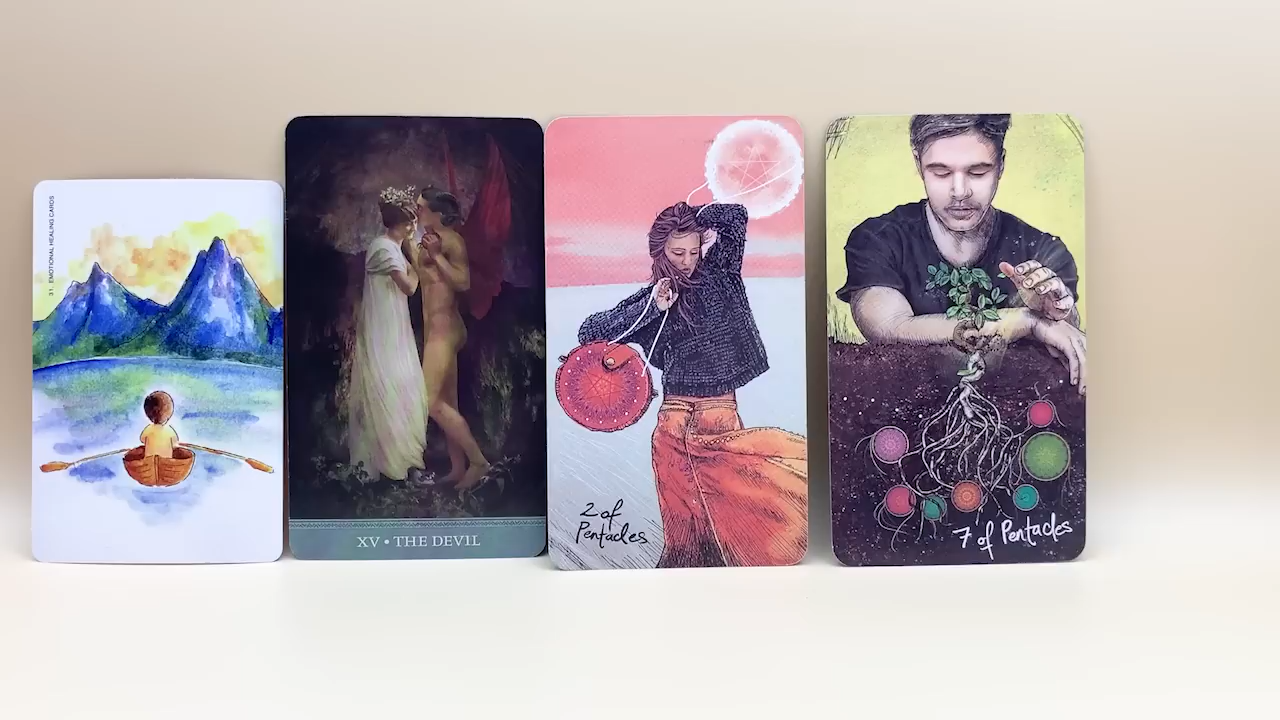 31. EMOTIONAL HEALING CARDS
XV • THE DEVIL
2 of
Pentacles
7 of Pentacles